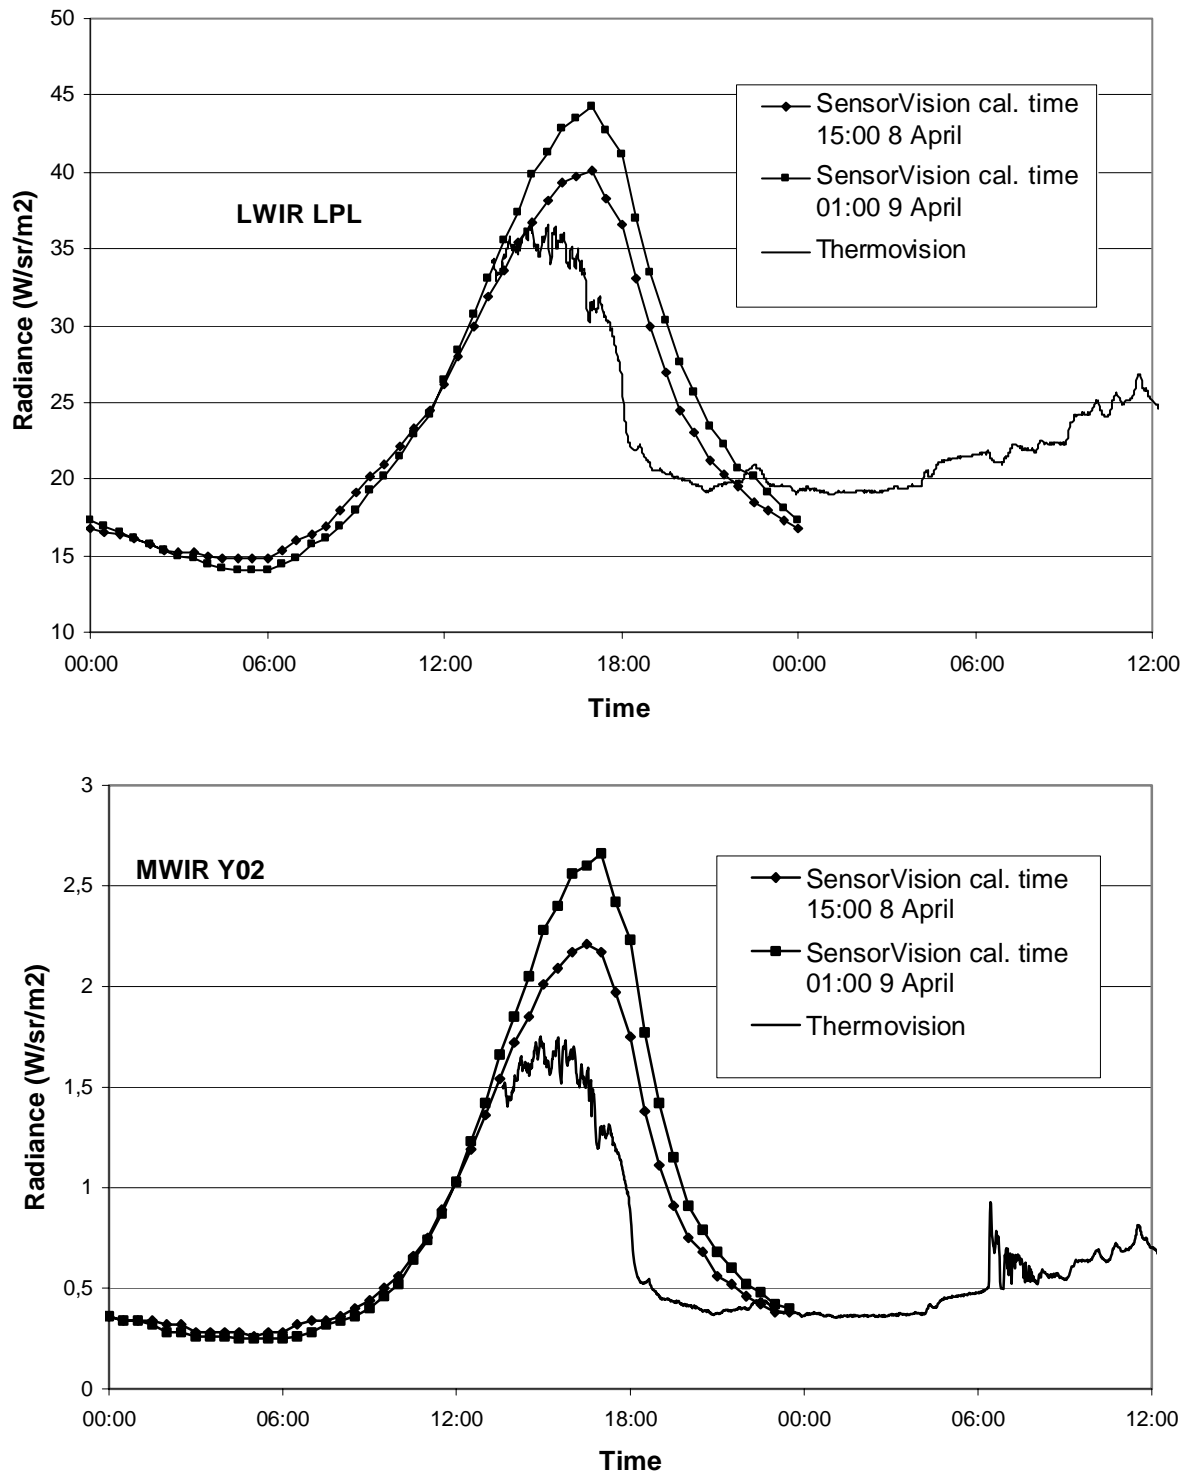 50
45
40
35
30
25
20
15
10
Radiance (W/sr/m2)
LWIR LPL
SensorVision cal. time
15:00 8 April
SensorVision cal. time
01:00 9 April
Thermovision
00:00 06:00 12:00 18:00 00:00 06:00 12:00
Time
3
2,5
2
1,5
1
0,5
0
Radiance (W/sr/m2)
MWIR Y02
SensorVision cal. time
15:00 8 April
SensorVision cal. time
01:00 9 April
Thermovision
00:00 06:00 12:00 18:00 00:00 06:00 12:00
Time